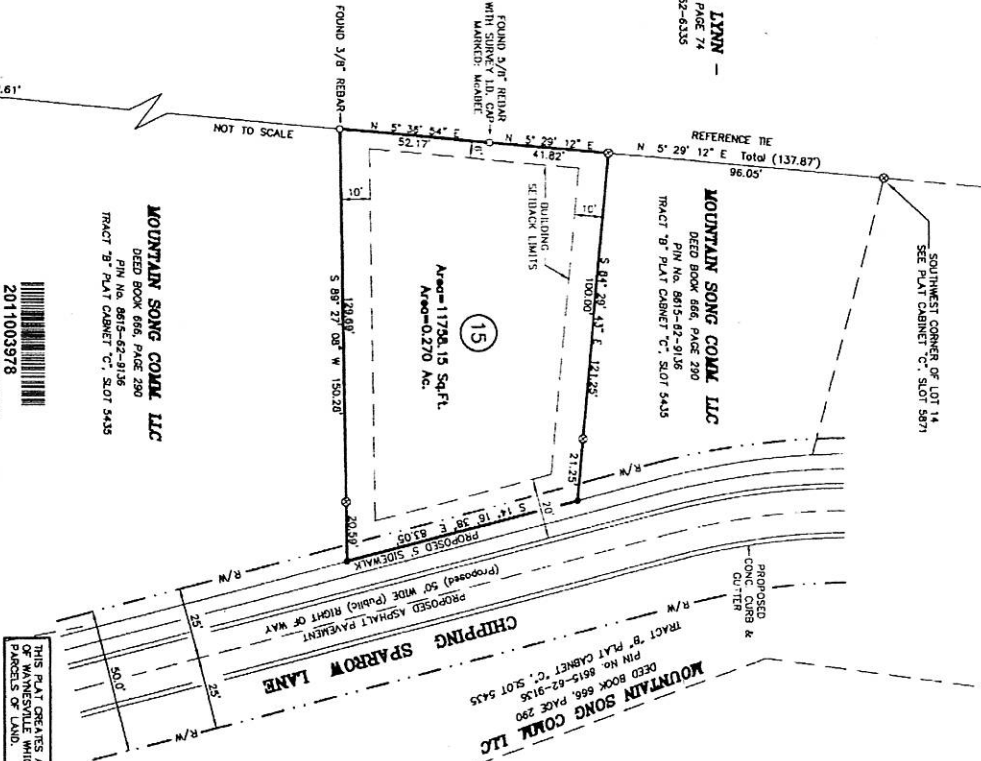 LYNN –
PAGE 74
62-6335
FOUND 5/8" REBAR
WITH SURVEY I.D. CAP
MARKED: McABEE
FOUND 3/8" REBAR
.61'
NOT TO SCALE
N 5° 35' 54" E
52.17'
N 5° 29' 12" E
41.82'
REFERENCE TIE
N 5° 29' 12" E Total (137.87')
96.05'
SOUTHWEST CORNER OF LOT 14
SEE PLAT CABINET "C", SLOT 5871
MOUNTAIN SONG COMM. LLC
DEED BOOK 666, PAGE 290
PIN No. 8615-62-9136
TRACT "B" PLAT CABNET "C", SLOT 5435
10'
BUILDING
SETBACK LIMITS
10'
S 84° 29' 43" E 121.25'
100.00'
21.25'
15
Area=11758.15 Sq.Ft.
Area=0.270 Ac.
129.69'
S 89° 27' 08" W 150.28'
20.59'
20'
S 14° 16' 38" E 83.05'
PROPOSED 5' SIDEWALK
R/W
R/W
(Proposed) 50' WIDE (Public) RIGHT OF WAY
PROPOSED ASPHALT PAVEMENT
CHIPPING SPARROW LANE
PROPOSED
CONC. CURB &
GUTTER
R/W
R/W
25'
25'
50.0'
MOUNTAIN SONG COMM LLC
DEED BOOK 666, PAGE 290
PIN No. 8615-62-9136
TRACT "B" PLAT CABNET "C", SLOT 5435
MOUNTAIN SONG COMM LLC
DEED BOOK 666, PAGE 290
PIN No. 8615-62-9136
TRACT "B" PLAT CABNET "C", SLOT 5435
2011003978
THIS PLAT CREATES
OF WAYNESVILLE
PARCELS OF LAND.